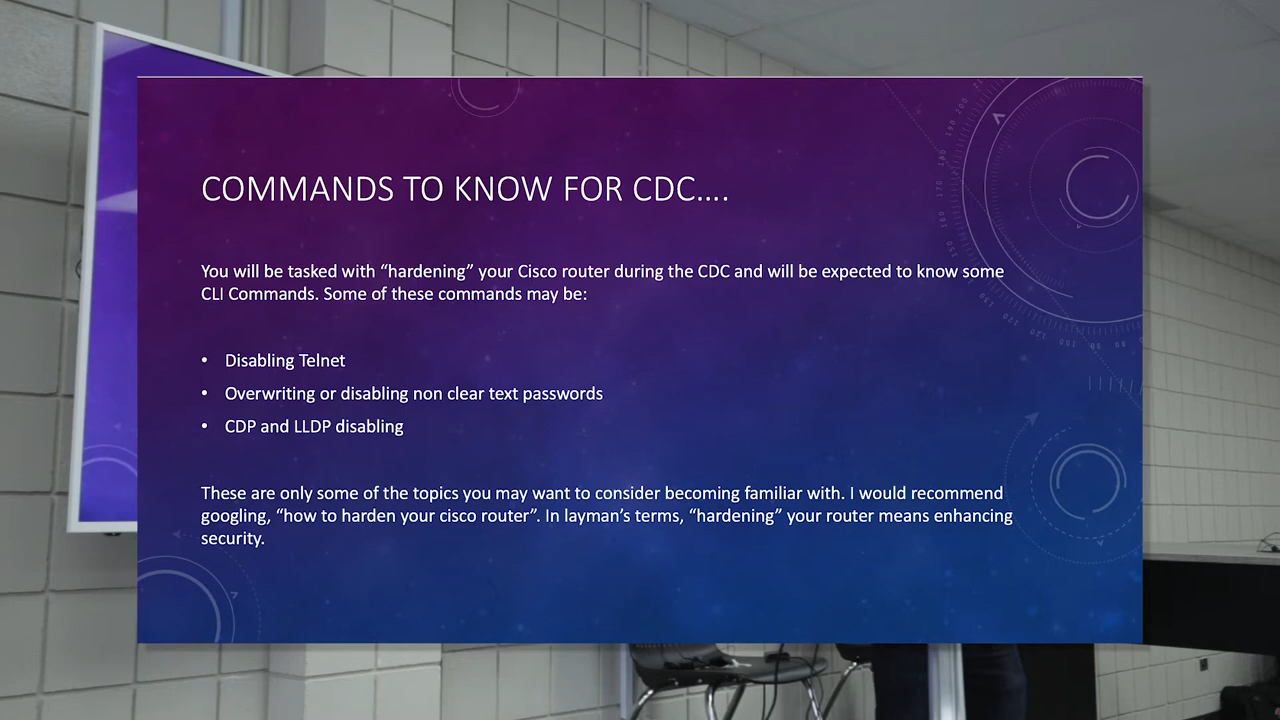 COMMANDS TO KNOW FOR CDC....
You will be tasked with “hardening” your Cisco router during the CDC and will be expected to know some
CLI Commands. Some of these commands may be:
• Disabling Telnet
• Overwriting or disabling non clear text passwords
• CDP and LLDP disabling
These are only some of the topics you may want to consider becoming familiar with. I would recommend
googling, “how to harden your cisco router”. In layman’s terms, “hardening” your router means enhancing
security.